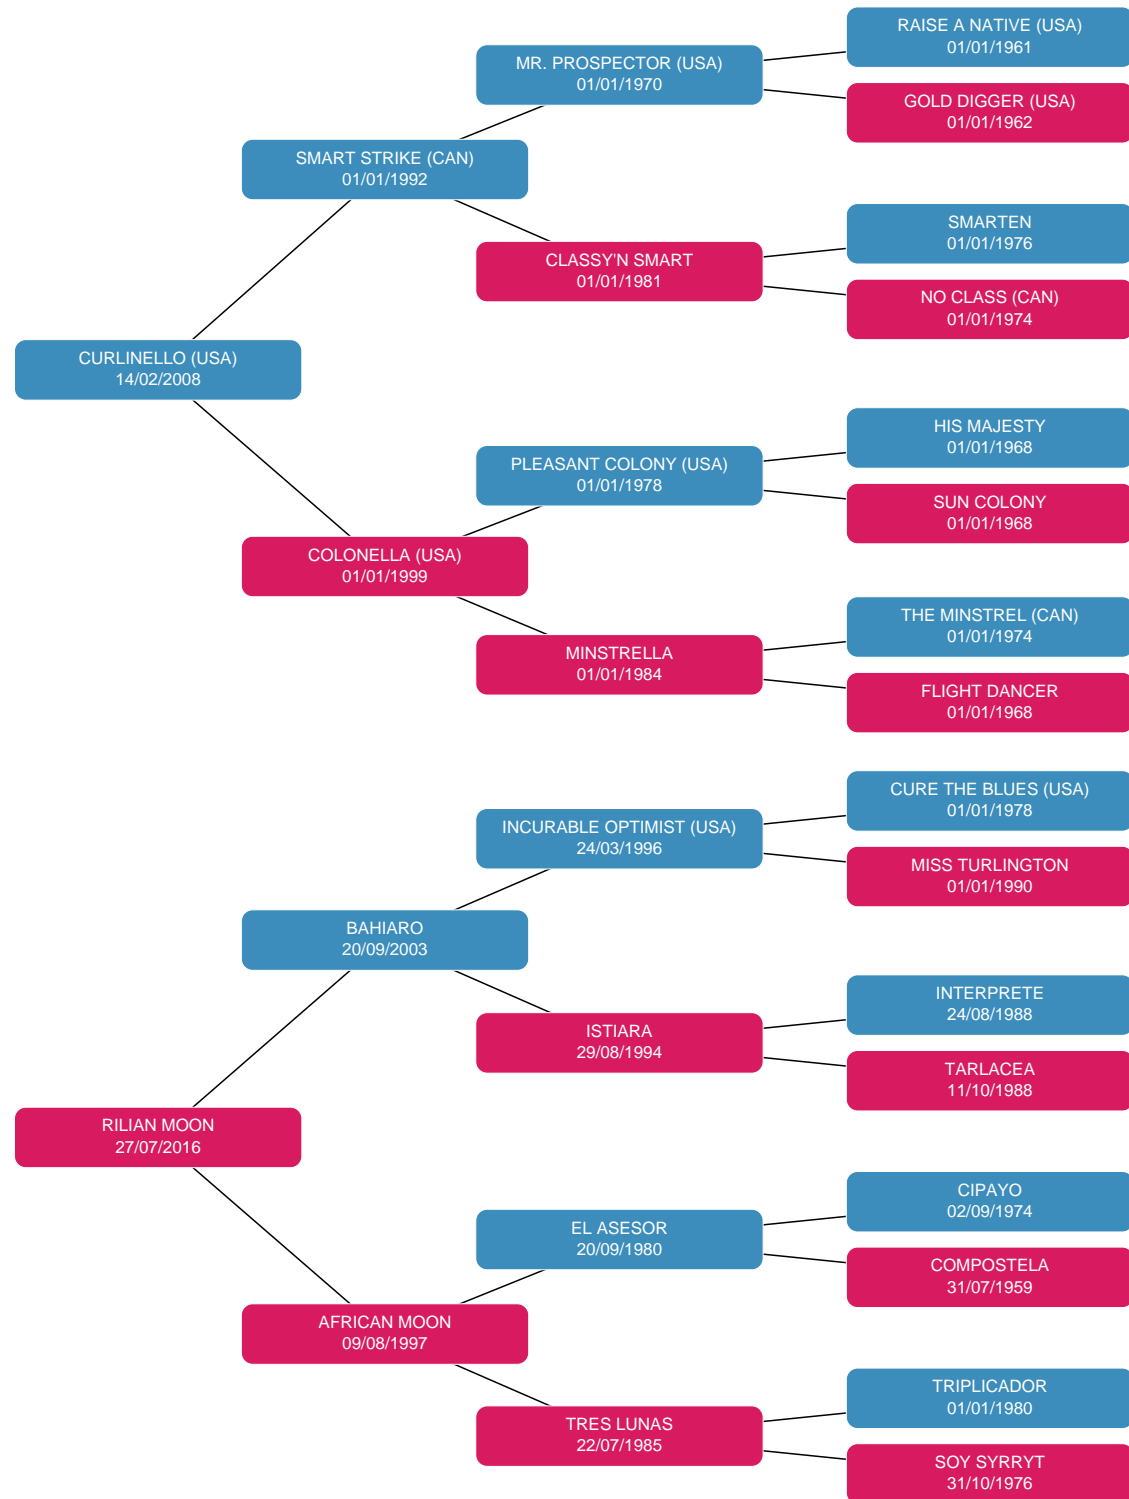 RAISE A NATIVE (USA)
01/01/1961
MR. PROSPECTOR (USA)
01/01/1970
GOLD DIGGER (USA)
01/01/1962
SMART STRIKE (CAN)
01/01/1992
SMARTEN
01/01/1976
CLASSY'N SMART
01/01/1981
NO CLASS (CAN)
01/01/1974
CURLINELLO (USA)
14/02/2008
HIS MAJESTY
01/01/1968
PLEASANT COLONY (USA)
01/01/1978
SUN COLONY
01/01/1968
COLONELLA (USA)
01/01/1999
THE MINSTREL (CAN)
01/01/1974
MINSTRELLA
01/01/1984
FLIGHT DANCER
01/01/1968
CURE THE BLUES (USA)
01/01/1978
INCURABLE OPTIMIST (USA)
24/03/1996
MISS TURLINGTON
01/01/1990
BAHIARO
20/09/2003
INTERPRETE
24/08/1988
ISTIARA
29/08/1994
TARLACEA
11/10/1988
RILIAN MOON
27/07/2016
CIPAYO
02/09/1974
EL ASESOR
20/09/1980
COMPOSTELA
31/07/1959
AFRICAN MOON
09/08/1997
TRIPLICADOR
01/01/1980
TRES LUNAS
22/07/1985
SOY SYRRYT
31/10/1976